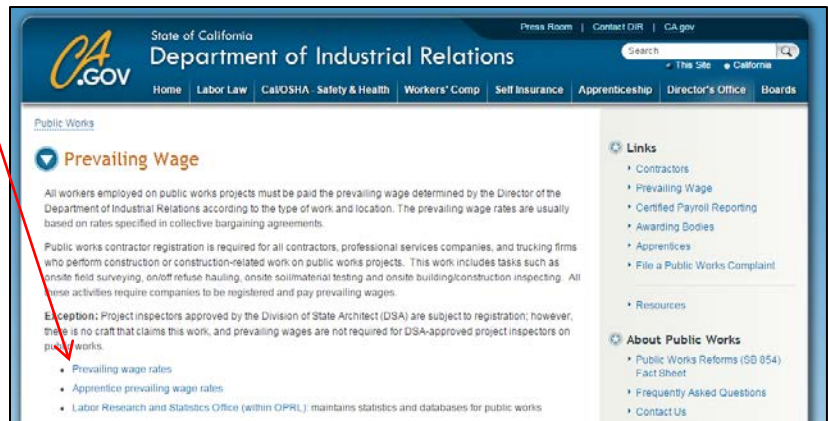 Press Room | Contact DIR | CA.gov
CA
.GOV
State of California
Department of Industrial Relations
Search
This Site California
Home Labor Law Cal/OSHA - Safety & Health Workers' Comp Self Insurance Apprenticeship Director's Office Boards
Public Works
Prevailing Wage
All workers employed on public works projects must be paid the prevailing wage determined by the Director of the
Department of Industrial Relations according to the type of work and location. The prevailing wage rates are usually
based on rates specified in collective bargaining agreements.
Public works contractor registration is required for all contractors, professional services companies, and trucking firms
who perform construction or construction-related work on public works projects. This work includes tasks such as
onsite field surveying, on/off refuse hauling, onsite soil/material testing and onsite building/construction inspecting. All
these activities require companies to be registered and pay prevailing wages.
Exception: Project inspectors approved by the Division of State Architect (DSA) are subject to registration; however,
there is no craft that claims this work, and prevailing wages are not required for DSA-approved project inspectors on
public works.
• Prevailing wage rates
• Apprentice prevailing wage rates
• Labor Research and Statistics Office (within OPRL): maintains statistics and databases for public works
Links
Contractors
Prevailing Wage
Certified Payroll Reporting
Awarding Bodies
Apprentices
File a Public Works Complaint
Resources
About Public Works
Public Works Reforms (SB 854)
Fact Sheet
Frequently Asked Questions
Contact Us